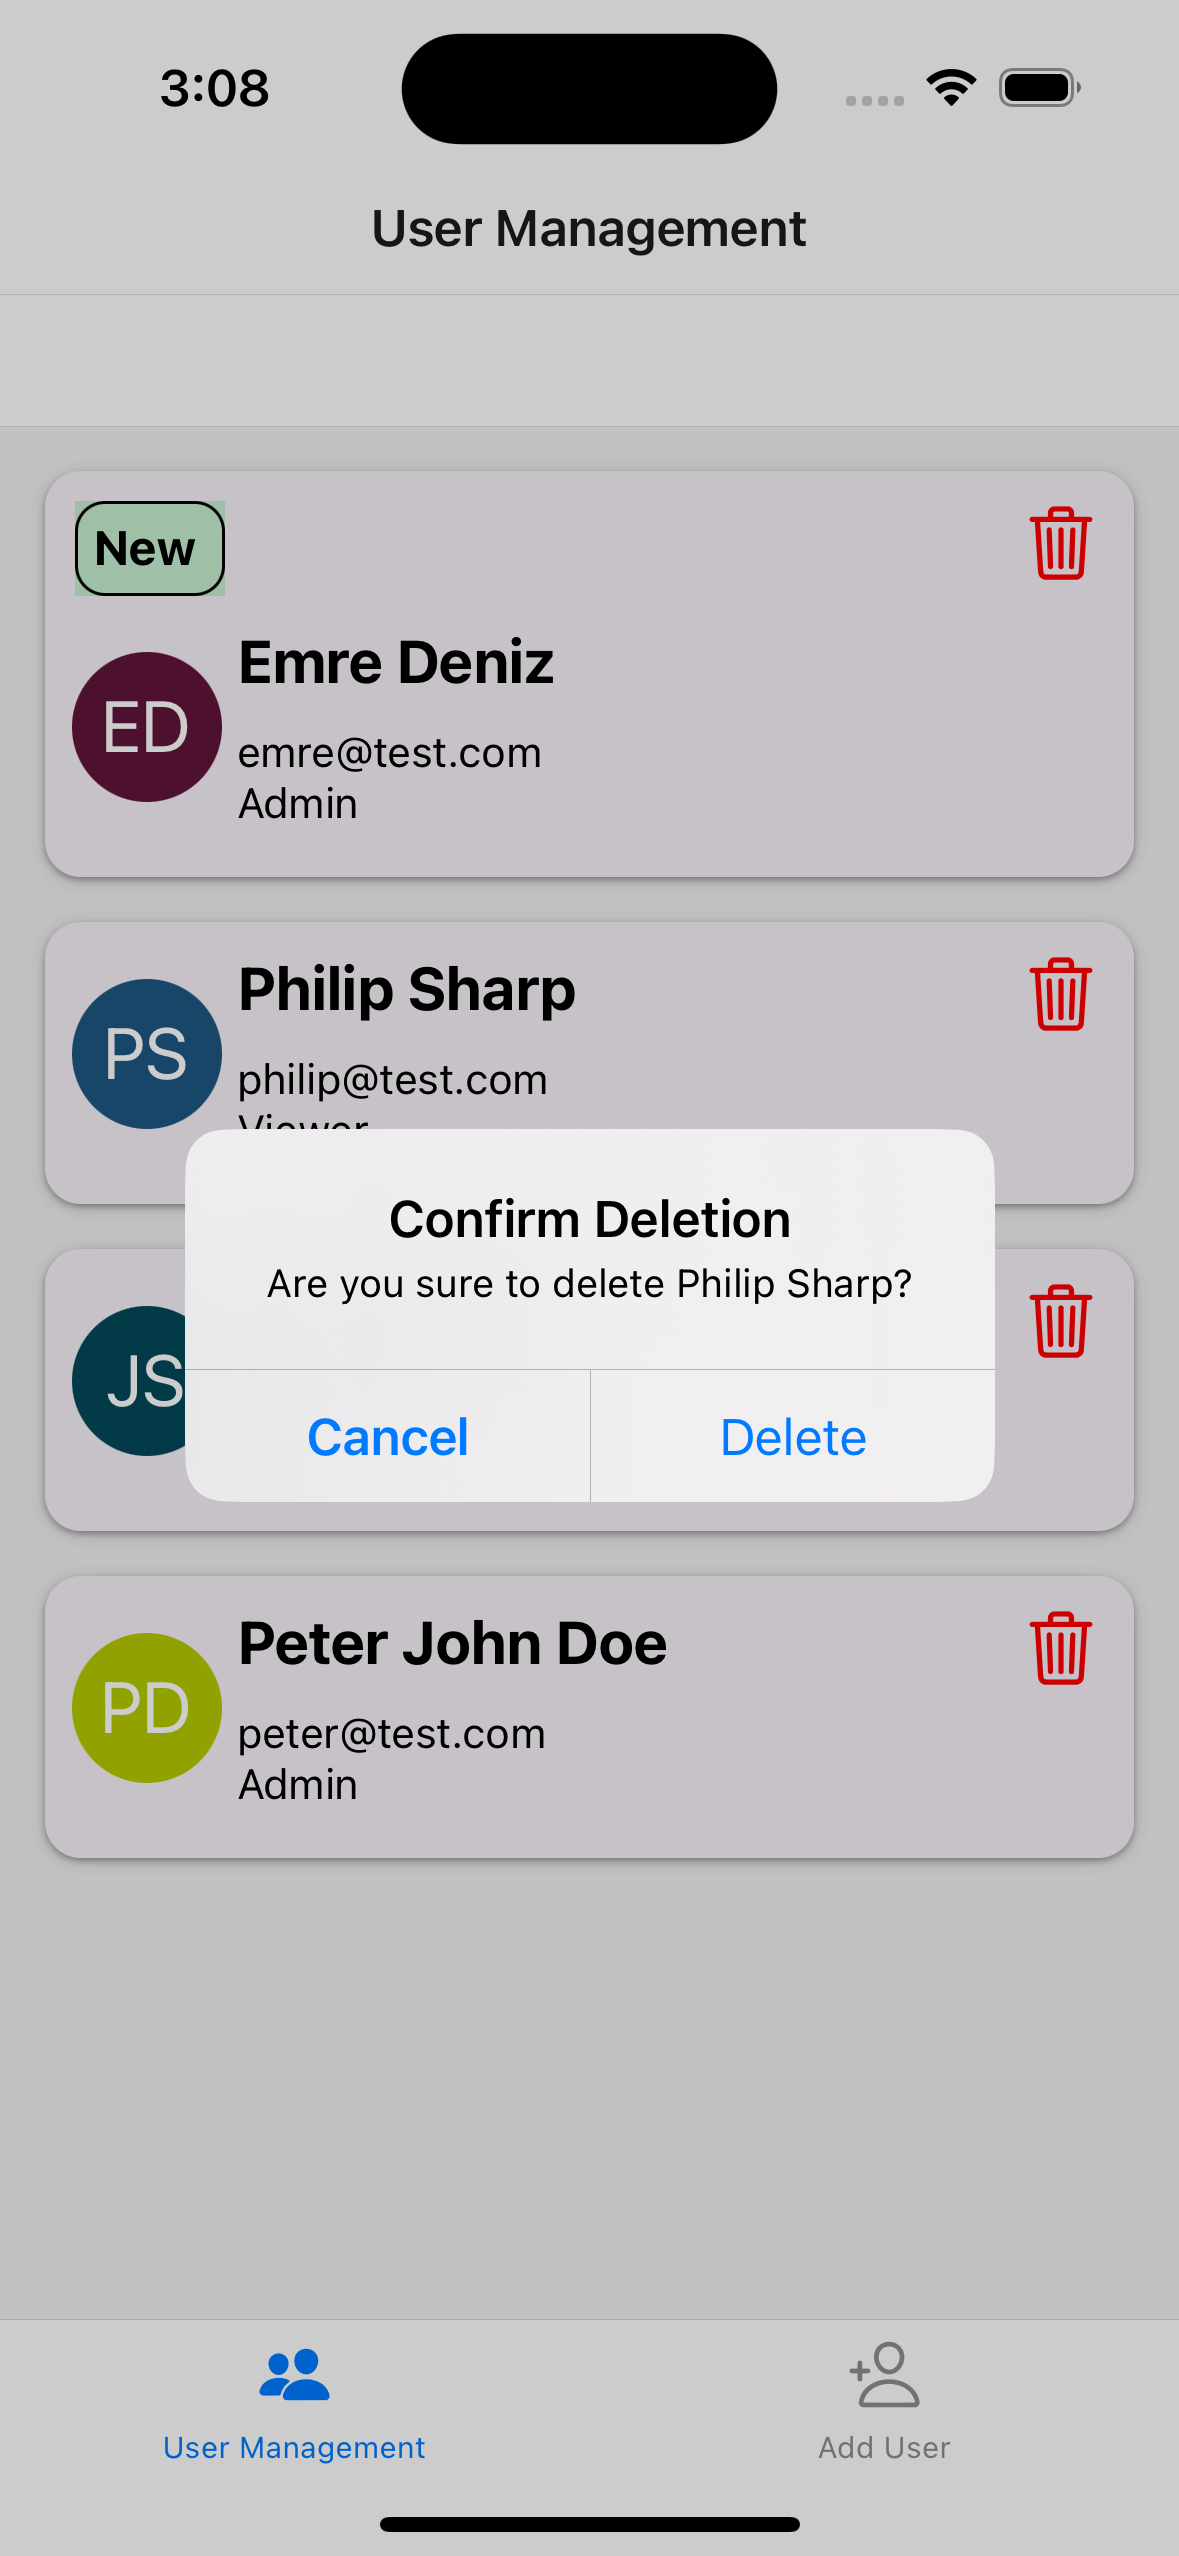 3:08
User Management
New
ED
Emre Deniz
emre@test.com
Admin
PS
Philip Sharp
philip@test.com
Viewer
Confirm Deletion
Are you sure to delete Philip Sharp?
Cancel
Delete
JS
PD
Peter John Doe
peter@test.com
Admin
User Management
Add User